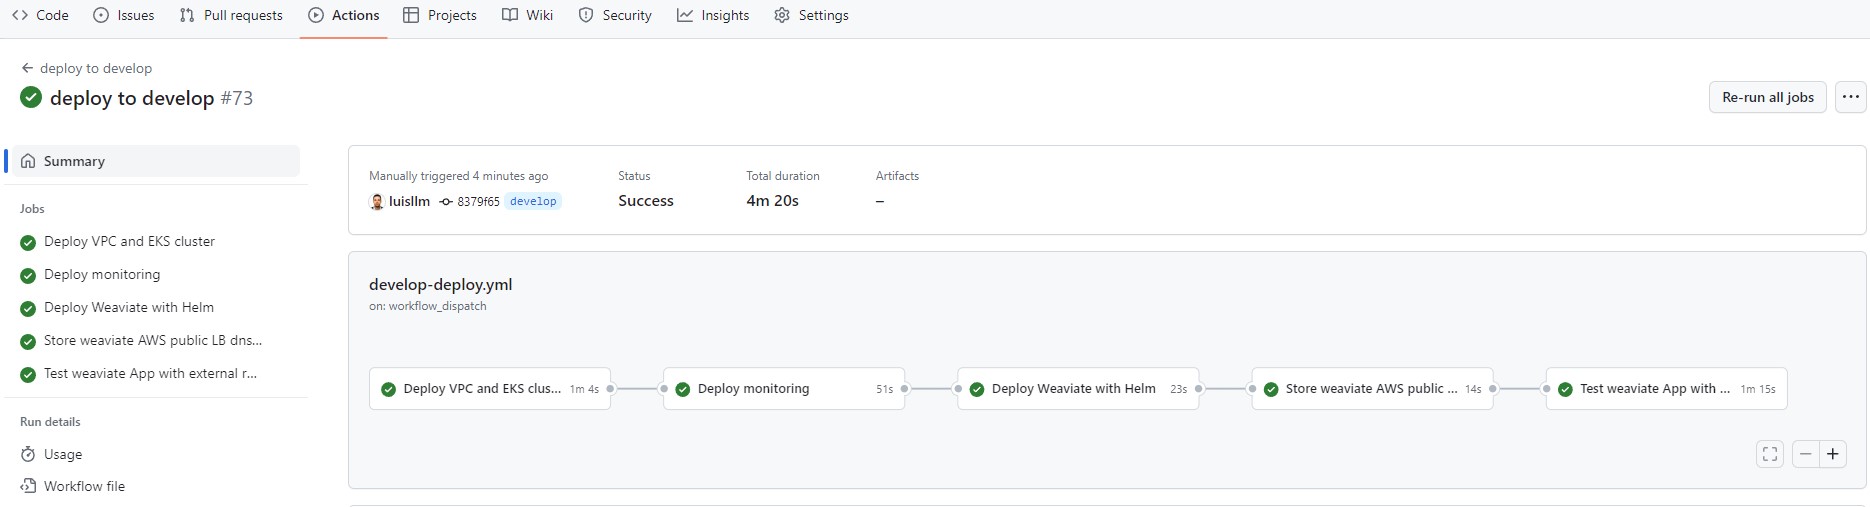 Code Issues Pull requests Actions Projects Wiki Security Insights Settings
deploy to develop
deploy to develop #73
Re-run all jobs
Summary
Jobs
Deploy VPC and EKS cluster
Deploy monitoring
Deploy Weaviate with Helm
Store weaviate AWS public LB dns...
Test weaviate App with external r...
Run details
Usage
Workflow file
Manually triggered 4 minutes ago
luisllm 8379f65 develop
Status
Success
Total duration
4m 20s
Artifacts
–
develop-deploy.yml
on: workflow_dispatch
Deploy VPC and EKS clus... 1m 4s
Deploy monitoring 51s
Deploy Weaviate with Helm 23s
Store weaviate AWS public ... 14s
Test weaviate App with ... 1m 15s